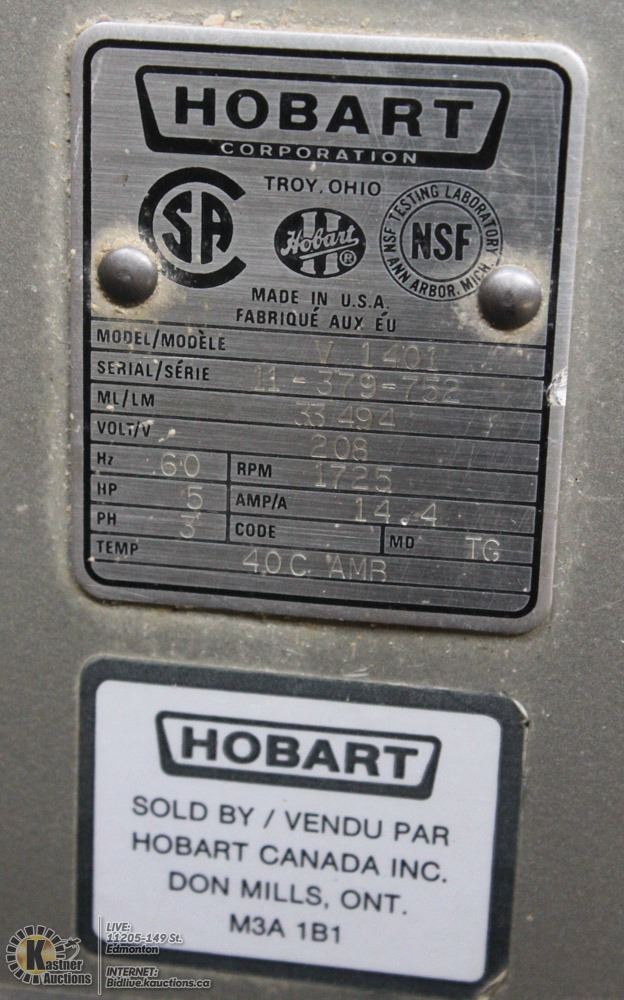 HOBART
CORPORATION
TROY, OHIO
SA
Hobart
H
®
NSF TESTING LABORATORY
NSF
ANN ARBOR, MICH.
MADE IN U.S.A.
FABRIQUÉ AUX ÉU
MODEL/MODÈLE V 1401
SERIAL/SÉRIE 11-379-752
ML/LM 33494
VOLT/V 208
Hz 60 RPM 1725
HP 5 AMP/A 14.4
PH 3 CODE MD TG
TEMP 40C AMB
HOBART
SOLD BY / VENDU PAR
HOBART CANADA INC.
DON MILLS, ONT.
M3A 1B1
Kastner
Auctions
LIVE:
11205-149 St.
Edmonton
INTERNET:
Bidlive.kauctions.ca